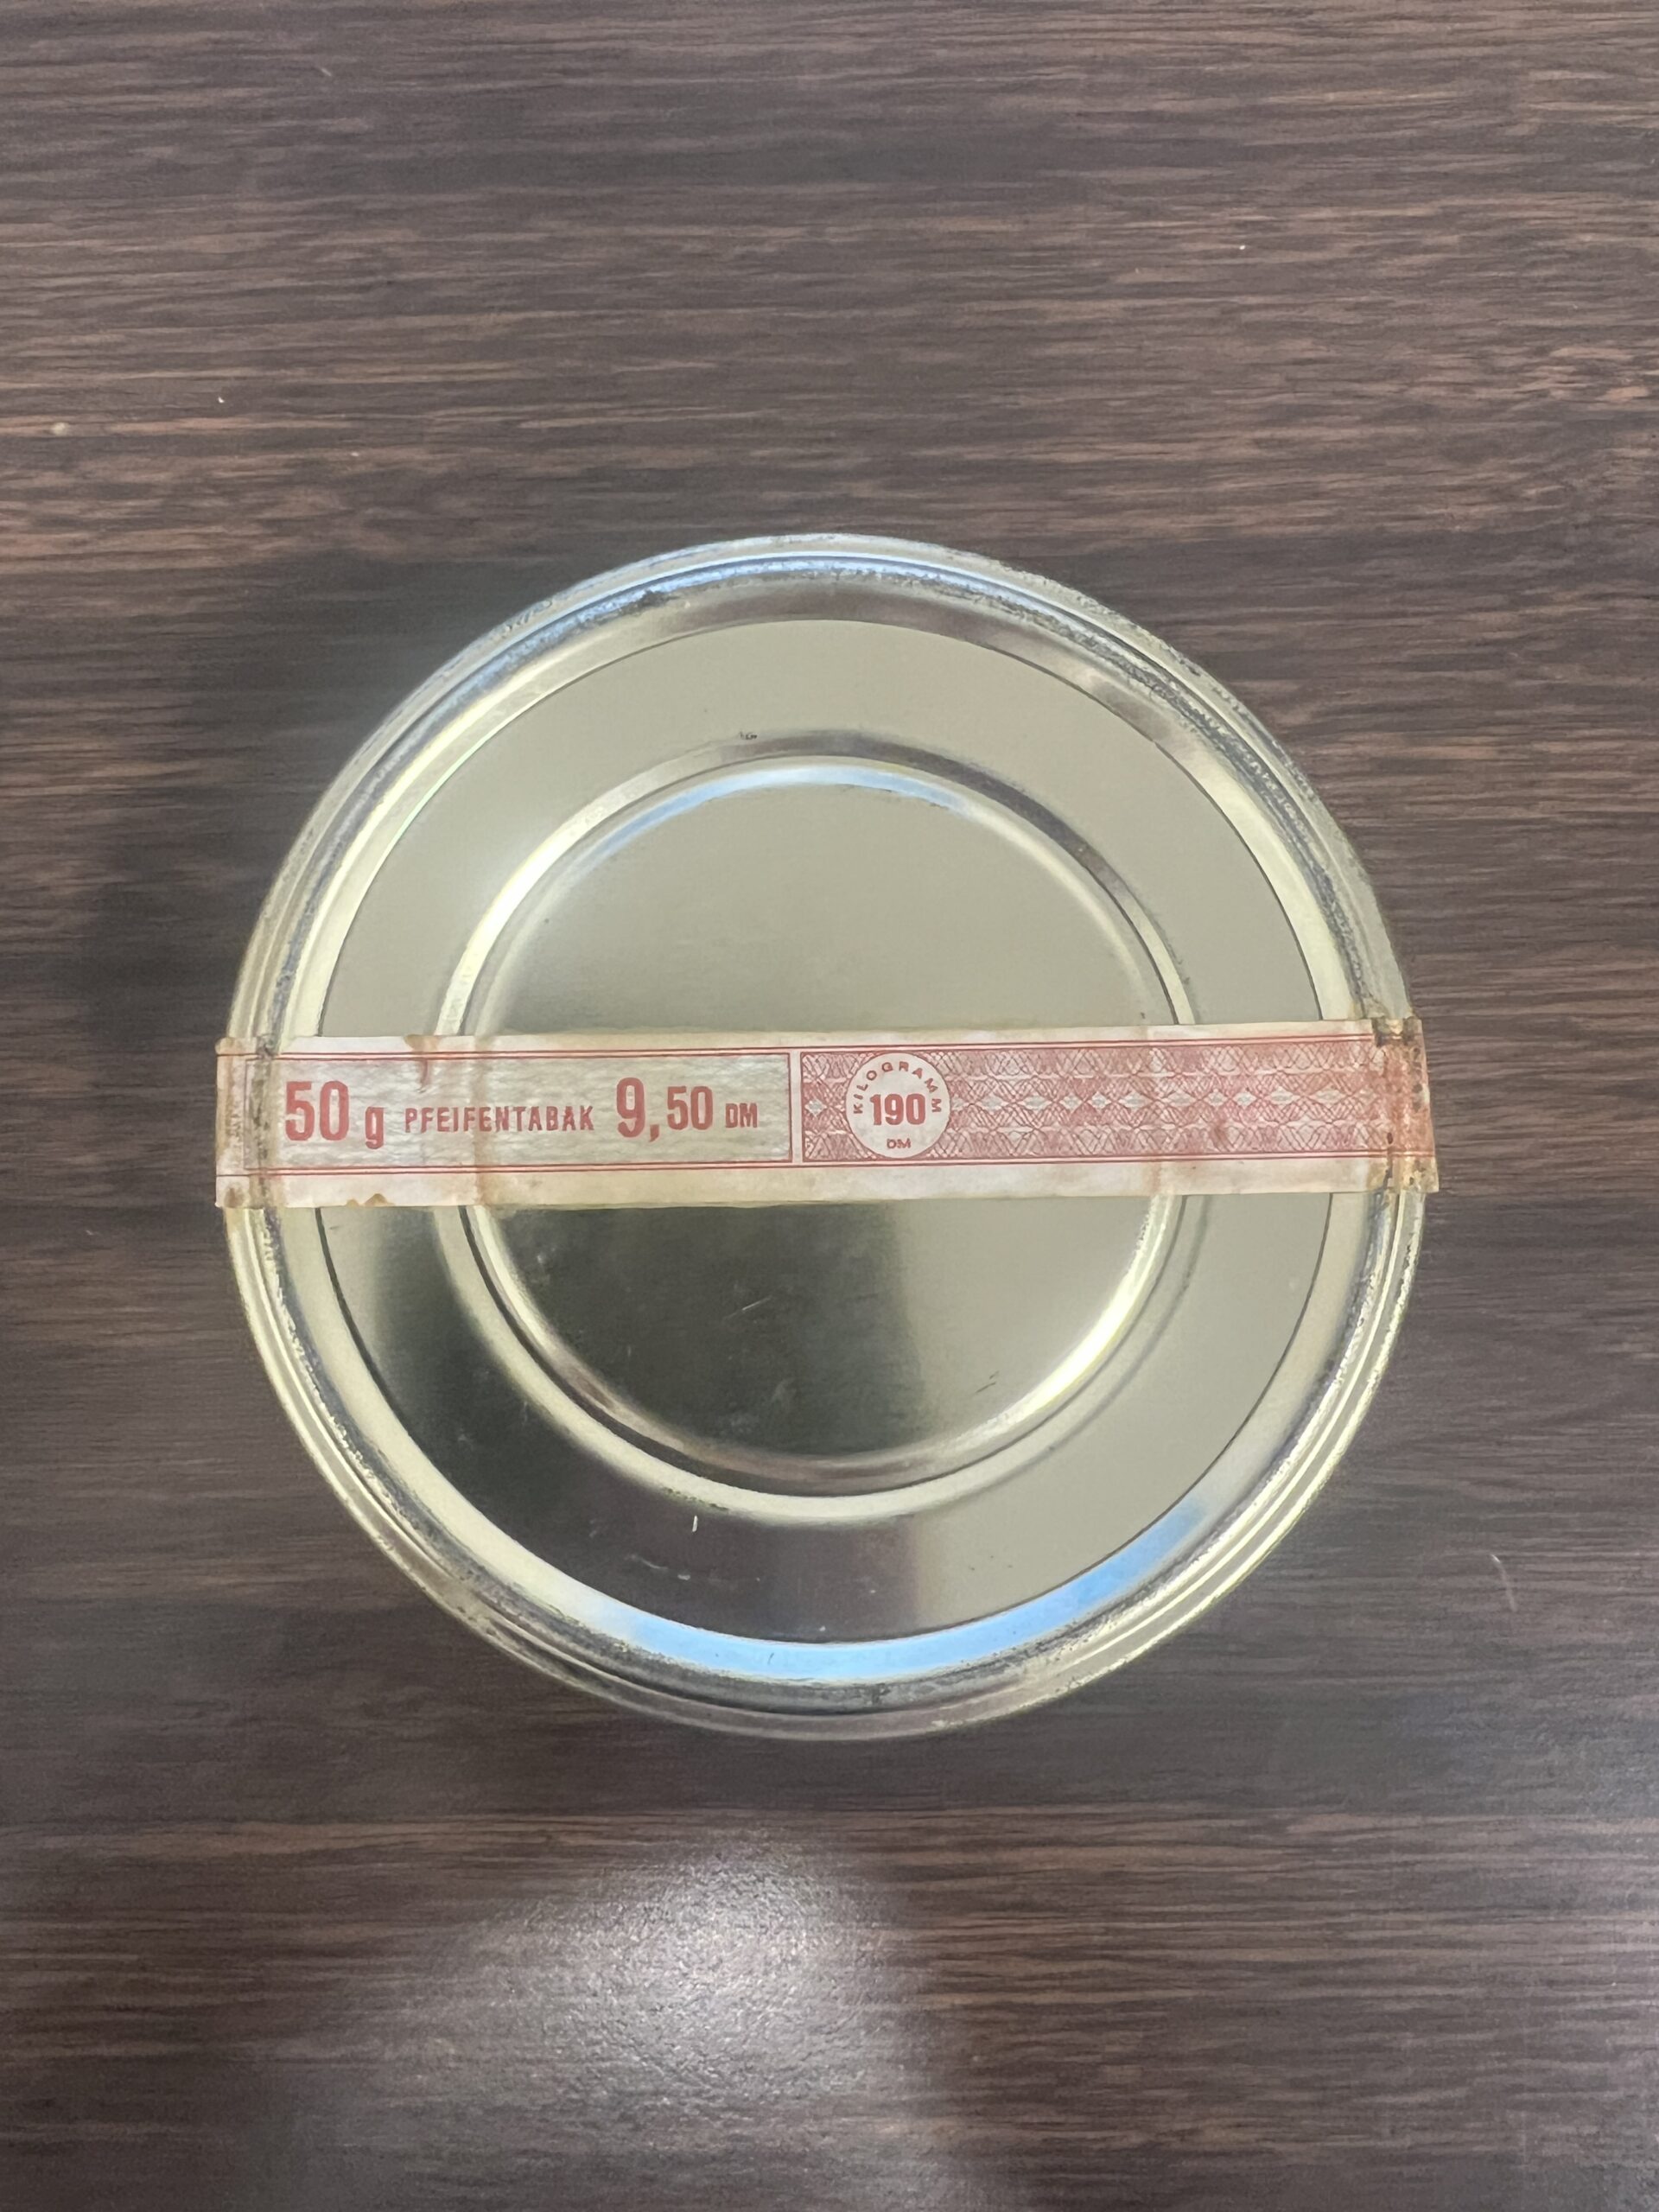 50 g PFEIFENTABAK 9,50 DM
KILOGRAMM
190
DM